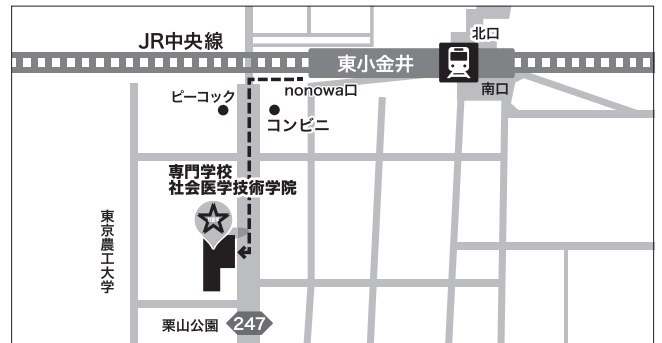 JR中央線
北口
東小金井
南口
nonowa口
ピーコック
コンビニ
専門学校
社会医学技術学院
東京農工大学
栗山公園
247